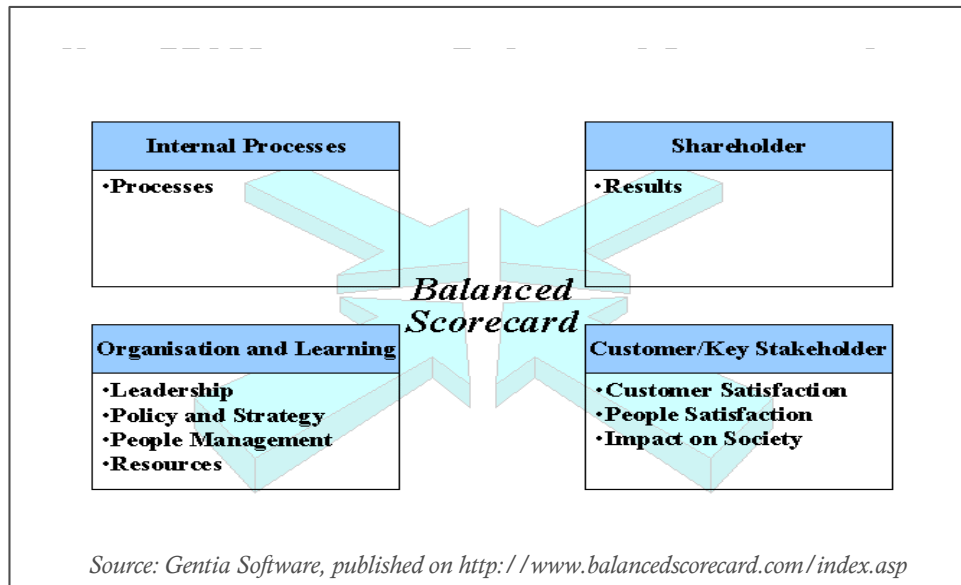 Internal Processes
•Processes
Shareholder
•Results
Balanced
Scorecard
Organisation and Learning
•Leadership
•Policy and Strategy
•People Management
•Resources
Customer/Key Stakeholder
•Customer Satisfaction
•People Satisfaction
•Impact on Society
Source: Gentia Software, published on http://www.balancedscorecard.com/index.asp